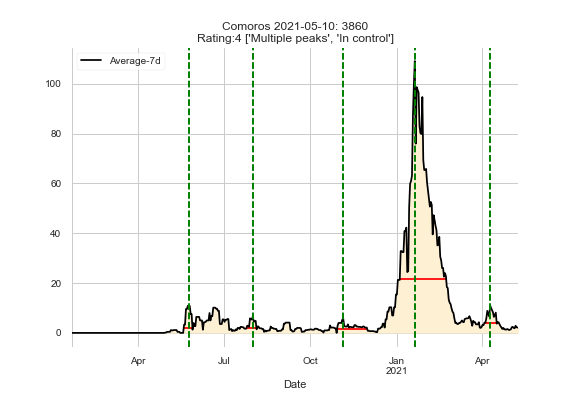 Comoros 2021-05-10: 3860
Rating:4 ['Multiple peaks', 'In control']
Average-7d
100
80
60
40
20
0
Apr Jul Oct Jan Apr
2021
Date